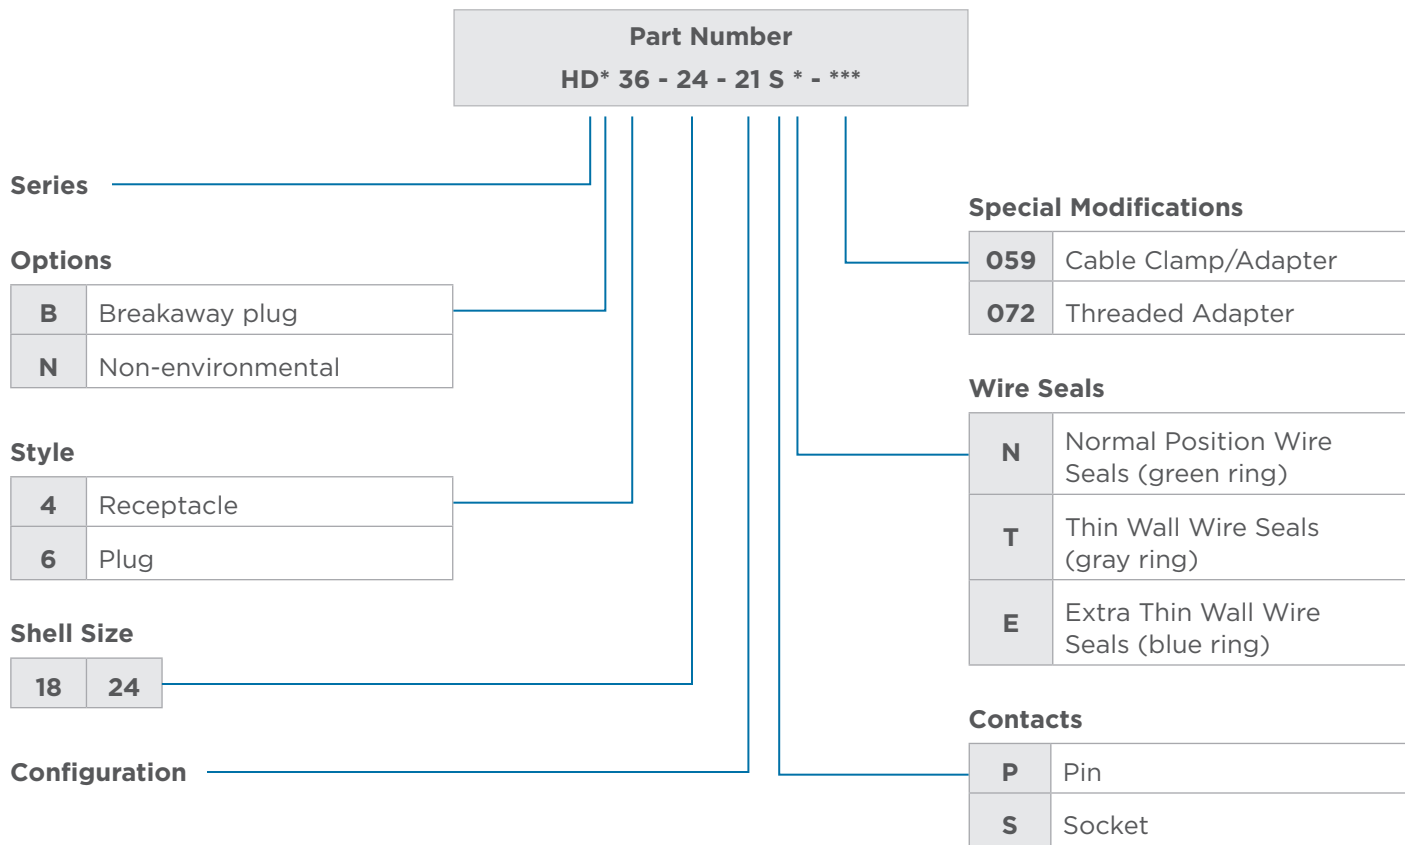 Part Number
HD* 36 - 24 - 21 S * - ***
Series
Options
B Breakaway plug
N Non-environmental
Style
4 Receptacle
6 Plug
Shell Size
18 24
Configuration
Special Modifications
059 Cable Clamp/Adapter
072 Threaded Adapter
Wire Seals
N Normal Position Wire
Seals (green ring)
T Thin Wall Wire Seals
(gray ring)
E Extra Thin Wall Wire
Seals (blue ring)
Contacts
P Pin
S Socket